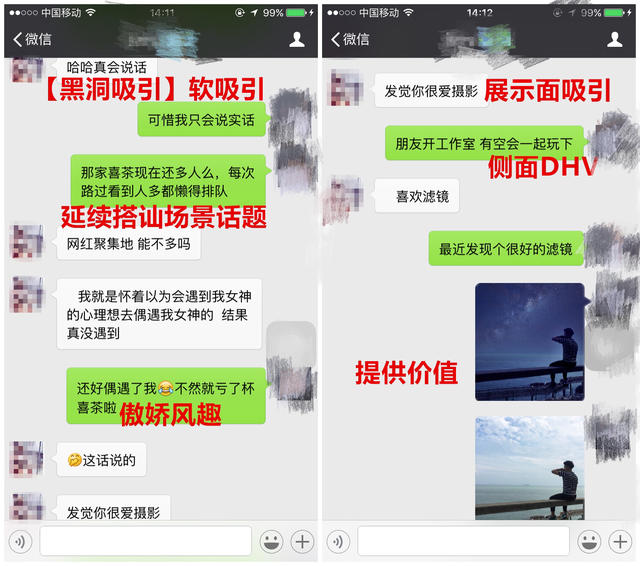 ●●○○○ 中国移动 14:11 99%
微信
哈哈真会说话
【黑洞吸引】软吸引
可惜我只会说实话
那家喜茶现在还多人么，每次
路过看到人多都懒得排队
延续搭讪场景话题
网红聚集地 能不多吗
我就是怀着以为会遇到我女神
的心理想去偶遇我女神的 结果
真没遇到
还好偶遇了我😂不然就亏了杯
喜茶啦
傲娇风趣
🤣这话说的
发觉你很爱摄影
●●○○○ 中国移动 14:12 99%
微信
发觉你很爱摄影
展示面吸引
朋友开工作室 有空会一起玩下
侧面DHV
喜欢滤镜
最近发现个很好的滤镜
提供价值